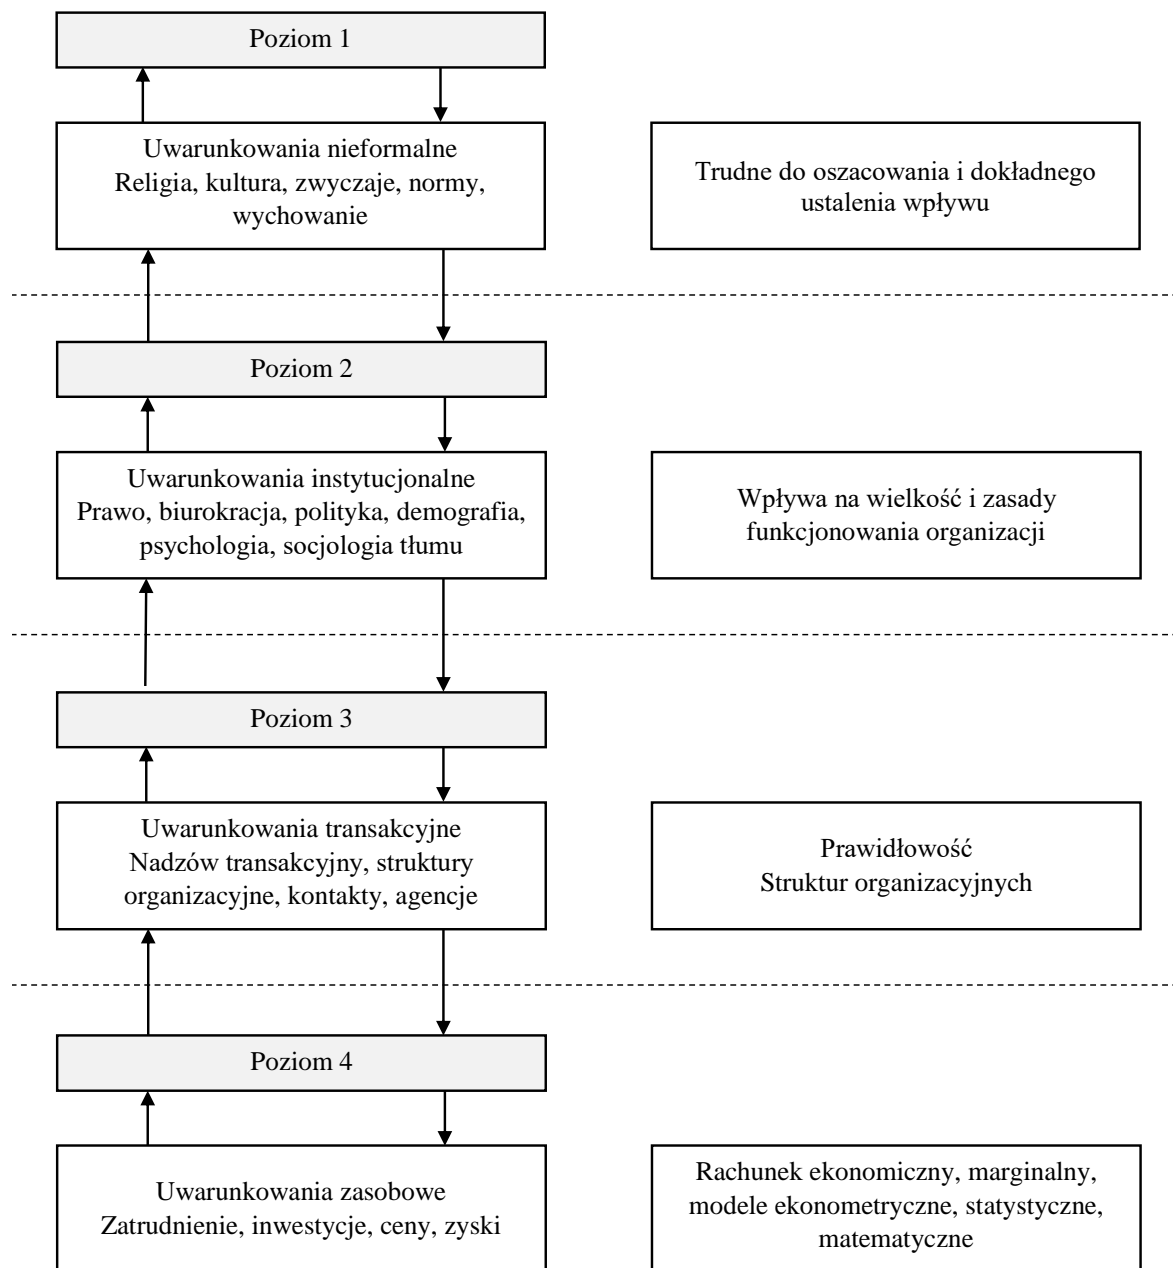 Poziom 1
Uwarunkowania nieformalne
Religia, kultura, zwyczaje, normy,
wychowanie
Trudne do oszacowania i dokładnego
ustalenia wpływu
Poziom 2
Uwarunkowania instytucjonalne
Prawo, biurokracja, polityka, demografia,
psychologia, socjologia tłumu
Wpływa na wielkość i zasady
funkcjonowania organizacji
Poziom 3
Uwarunkowania transakcyjne
Nadzów transakcyjny, struktury
organizacyjne, kontakty, agencje
Prawidłowość
Struktur organizacyjnych
Poziom 4
Uwarunkowania zasobowe
Zatrudnienie, inwestycje, ceny, zyski
Rachunek ekonomiczny, marginalny,
modele ekonometryczne, statystyczne,
matematyczne